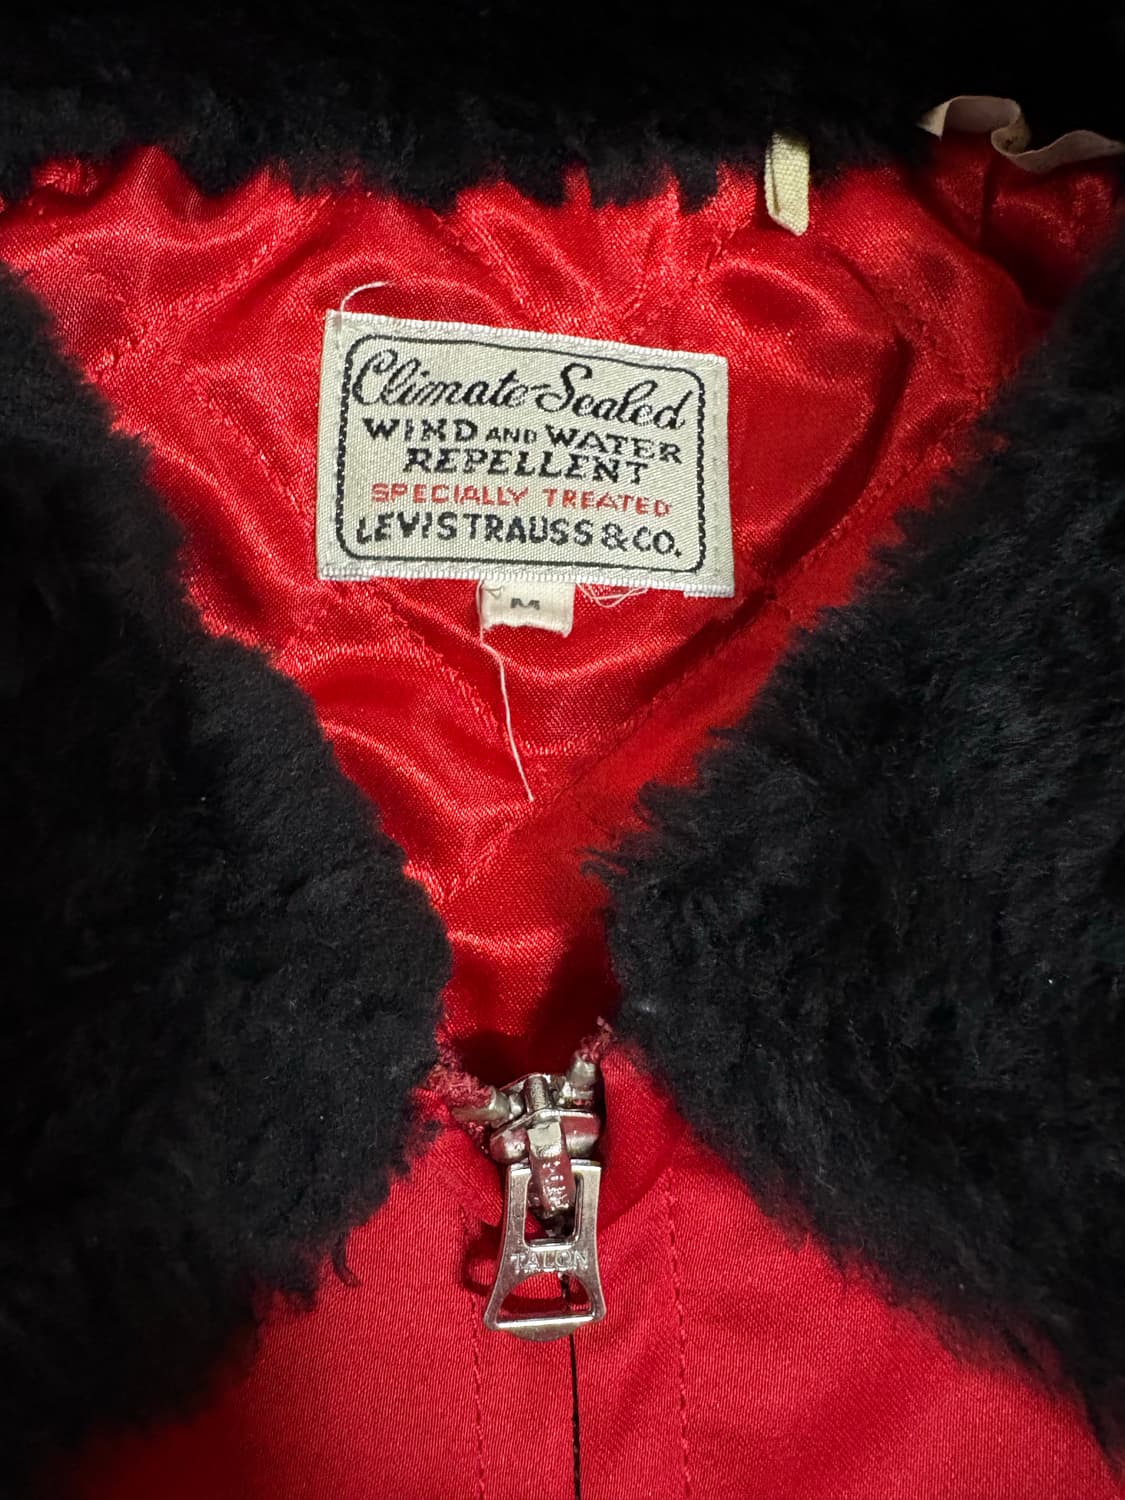 Climate-Sealed
WIND AND WATER
REPELLENT
SPECIALLY TREATED
LEVI STRAUSS & CO.
M
TALON